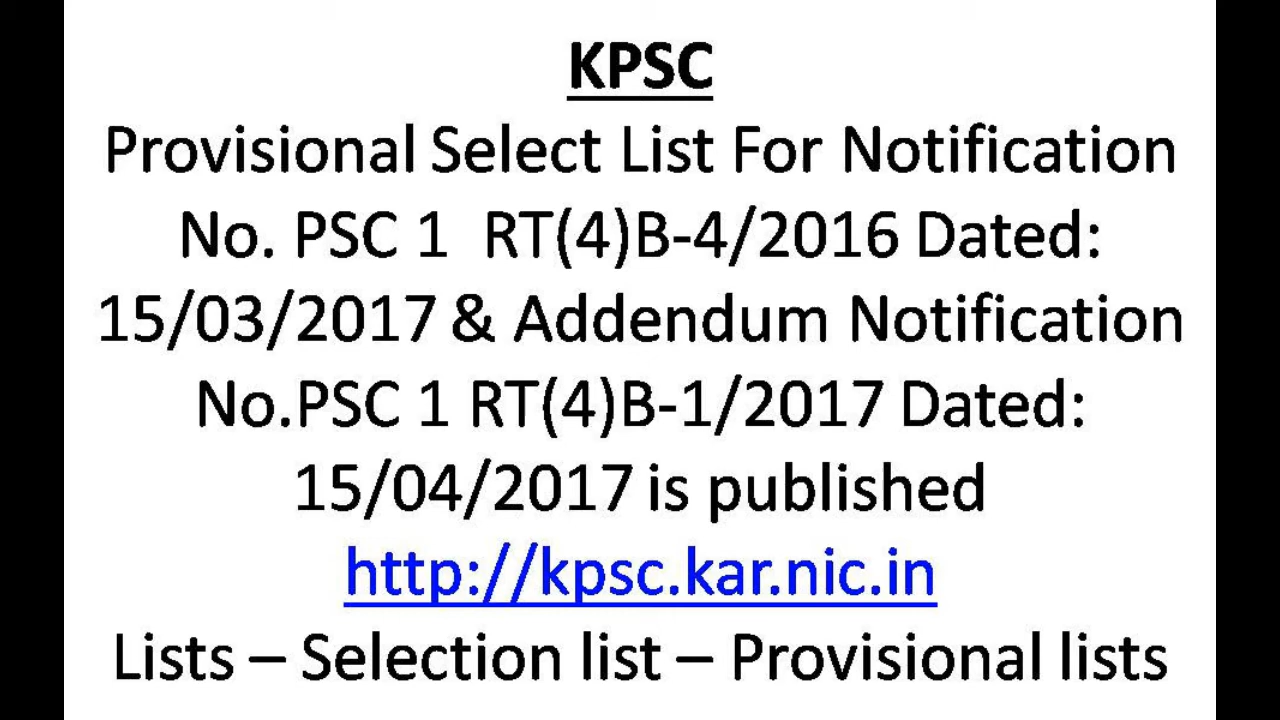 KPSC
Provisional Select List For Notification
No. PSC 1  RT(4)B-4/2016 Dated:
15/03/2017 & Addendum Notification
No.PSC 1 RT(4)B-1/2017 Dated:
15/04/2017 is published
http://kpsc.kar.nic.in
Lists – Selection list – Provisional lists